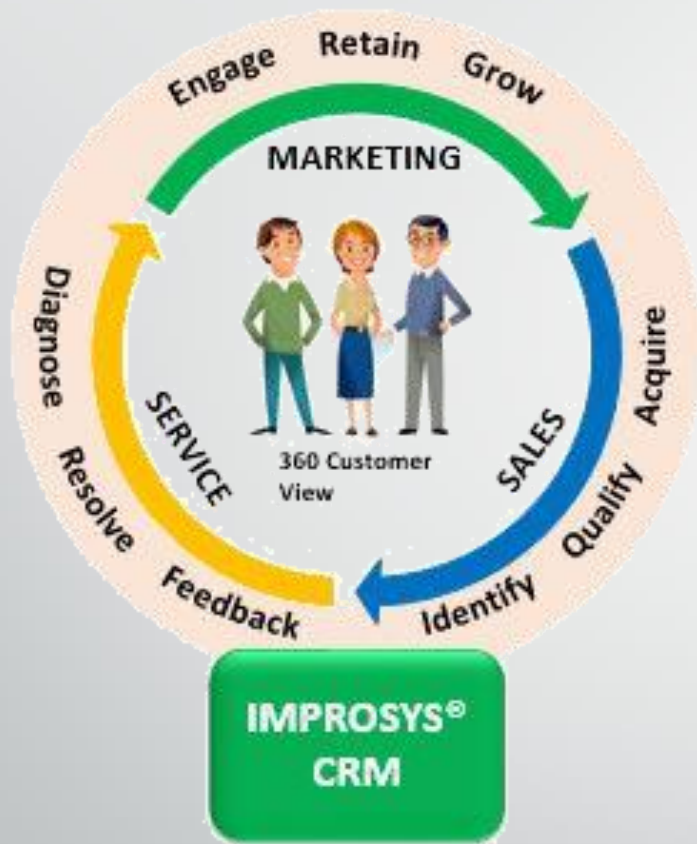 Engage Retain Grow
MARKETING
Acquire
Qualify
Identify
SALES
Feedback
Resolve
Diagnose
SERVICE
360 Customer
View
IMPROSYS®
CRM